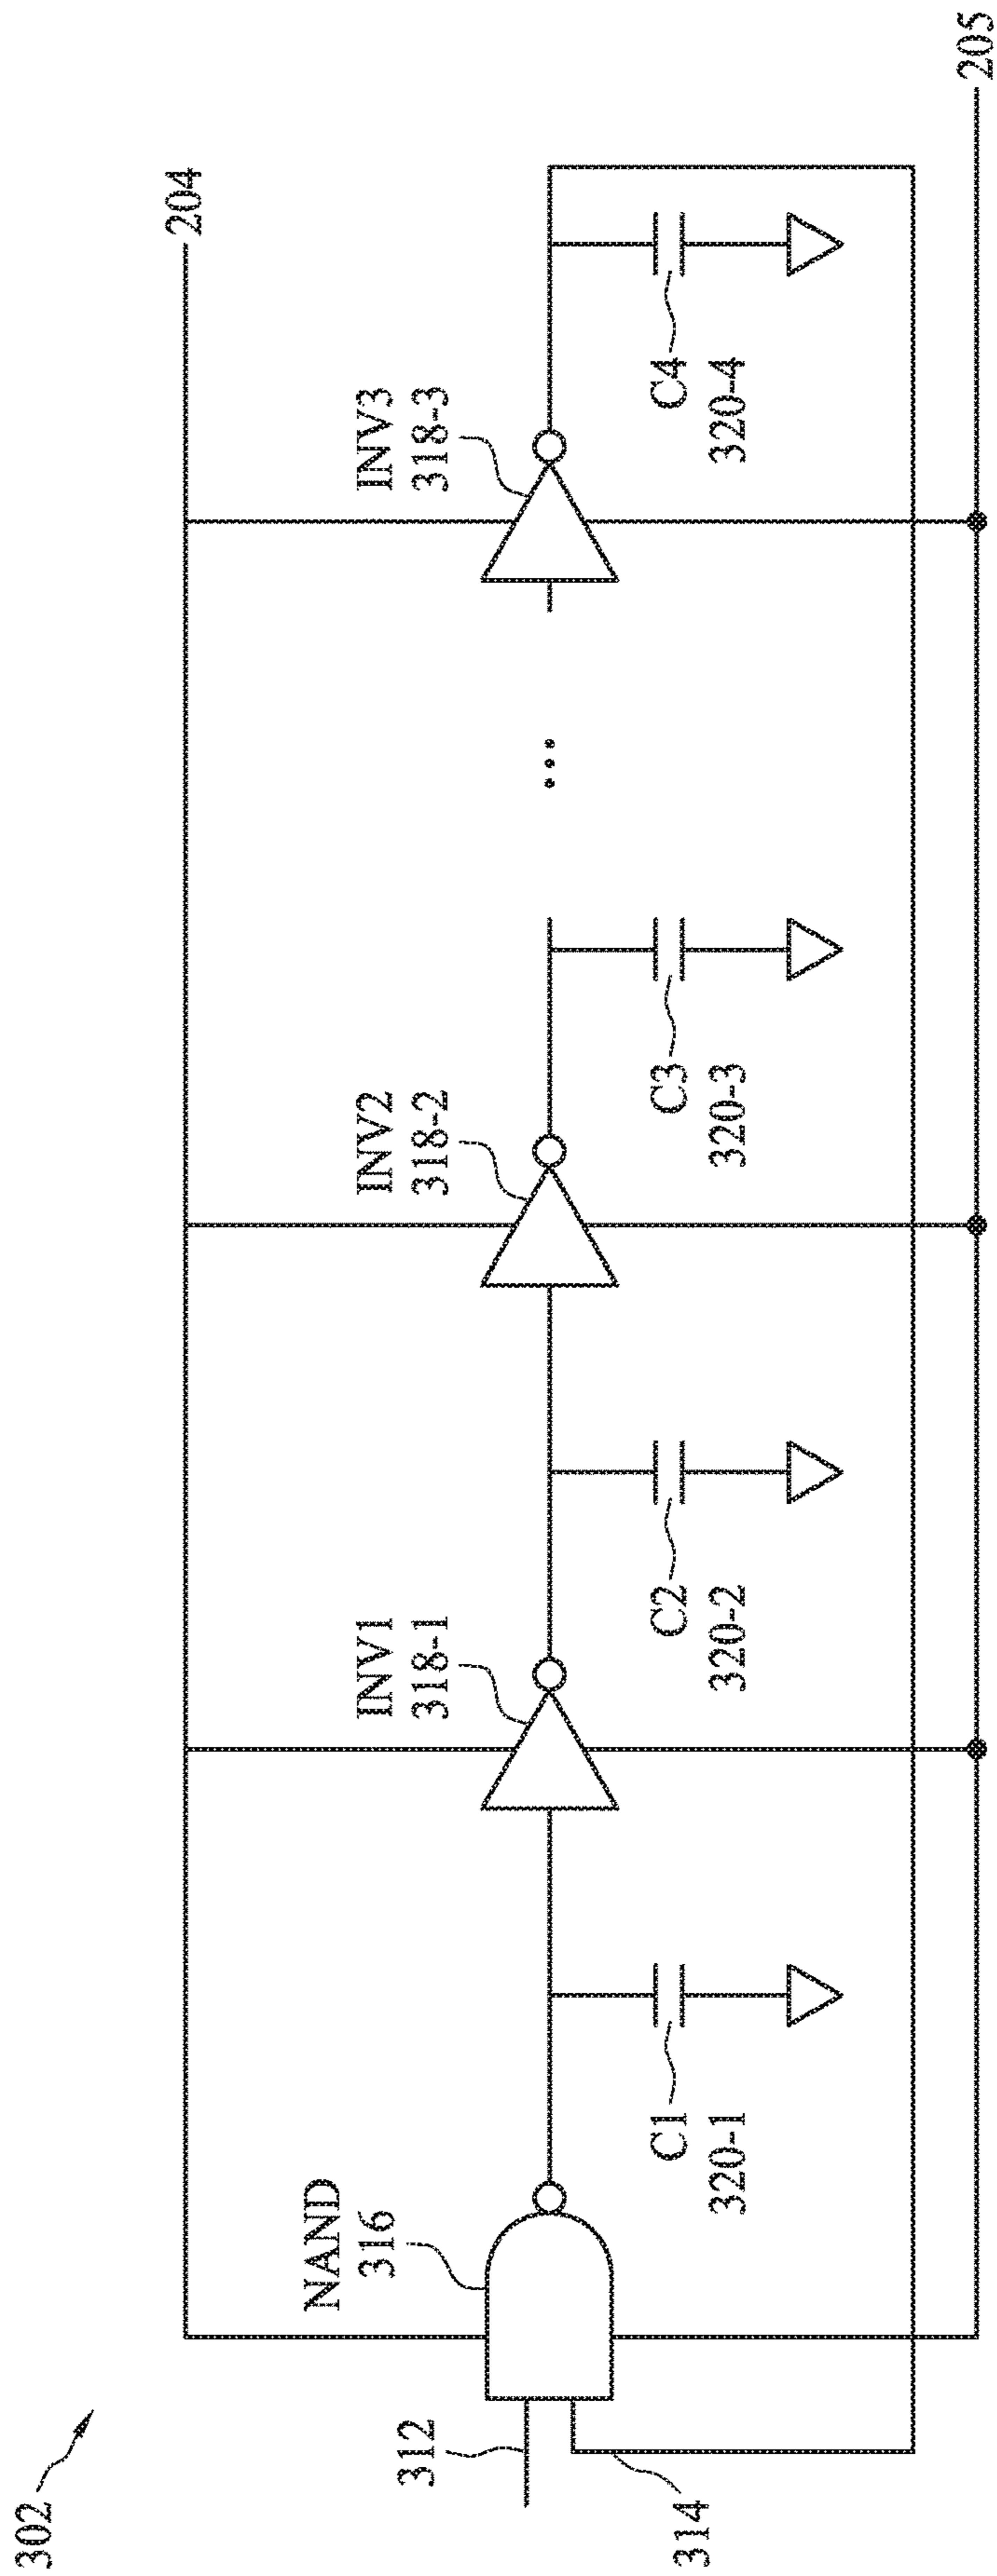 302
204
205
NAND
316
INV1
318-1
INV2
318-2
INV3
318-3
312
314
C1
320-1
C2
320-2
...
C3
320-3
C4
320-4